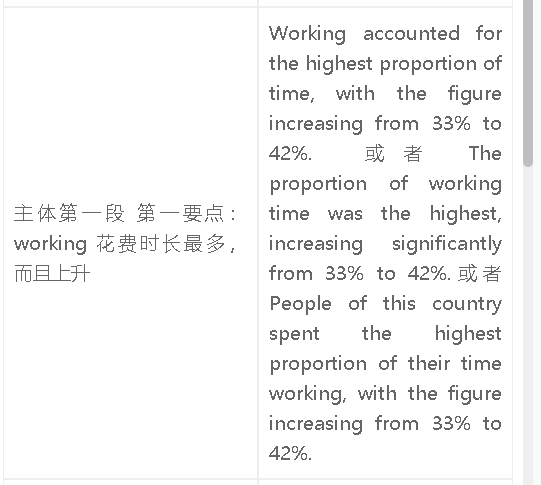 主体第一段 第一要点：
working 花费时长最多，
而且上升
Working accounted for
the highest proportion of
time, with the figure
increasing from 33% to
42%. 或者 The
proportion of working
time was the highest,
increasing significantly
from 33% to 42%. 或者
People of this country
spent the highest
proportion of their time
working, with the figure
increasing from 33% to
42%.